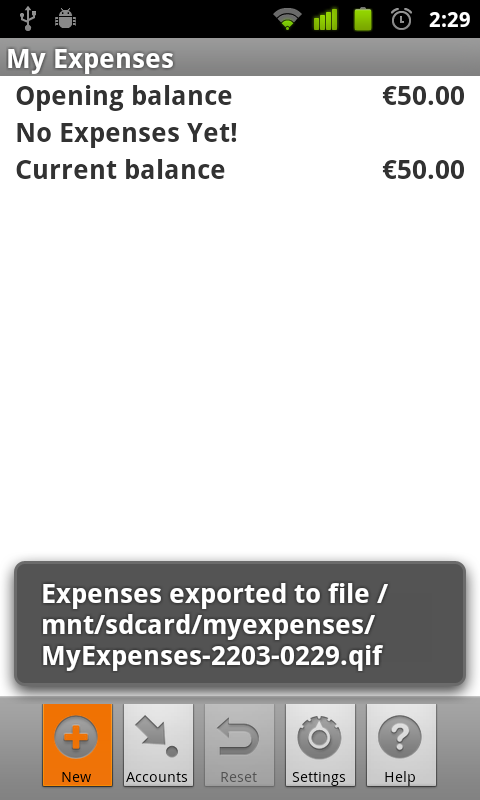 2:29
My Expenses
Opening balance €50.00
No Expenses Yet!
Current balance €50.00
Expenses exported to file /
mnt/sdcard/myexpenses/
MyExpenses-2203-0229.qif
New Accounts Reset Settings Help